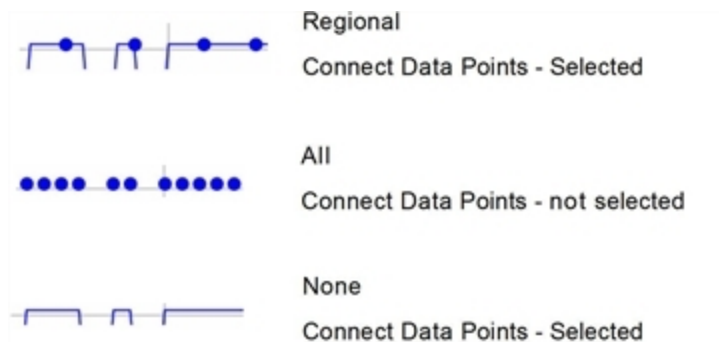 Regional
Connect Data Points - Selected
All
Connect Data Points - not selected
None
Connect Data Points - Selected